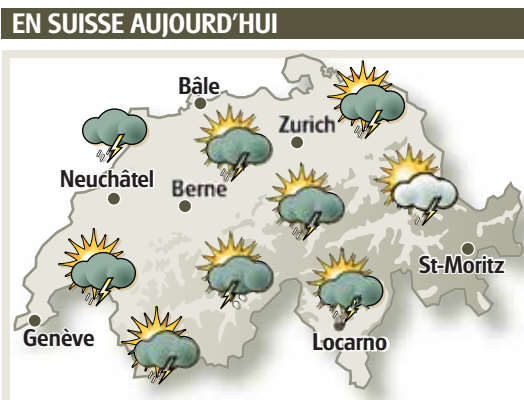 EN SUISSE AUJOURD'HUI
Bâle
Zurich
Neuchâtel
Berne
St-Moritz
Genève
Locarno